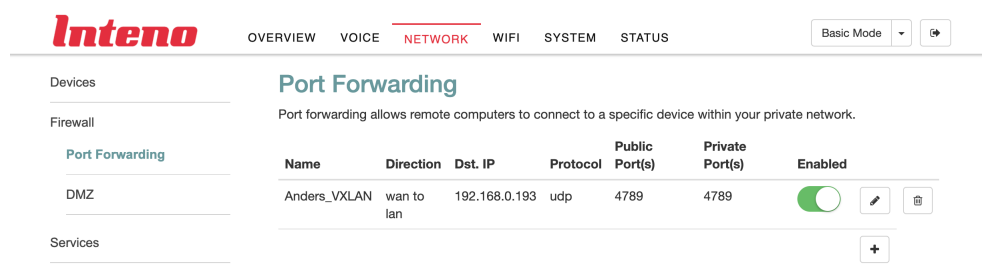 Inteno
OVERVIEW VOICE NETWORK WIFI SYSTEM STATUS
Basic Mode
Devices
Firewall
Port Forwarding
DMZ
Services
Port Forwarding
Port forwarding allows remote computers to connect to a specific device within your private network.
Name Direction Dst. IP Protocol Public Port(s) Private Port(s) Enabled
Anders_VXLAN wan to lan 192.168.0.193 udp 4789 4789